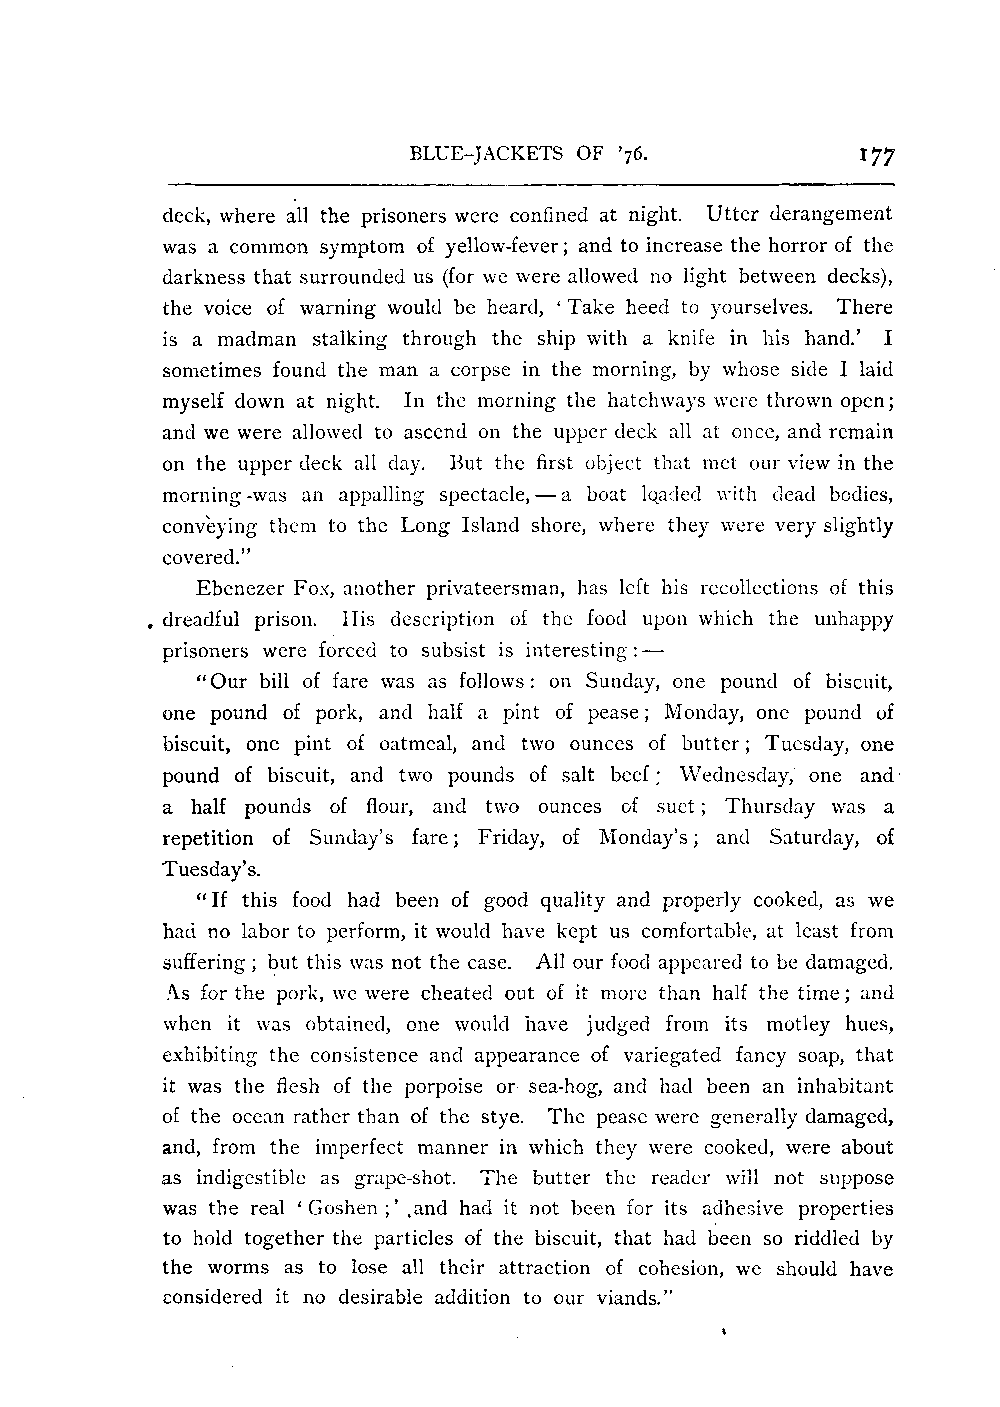 BLUE-JACKETS OF '76. 177
deck, where all the prisoners were confined at night. Utter derangement
was a common symptom of yellow-fever; and to increase the horror of the
darkness that surrounded us (for we were allowed no light between decks),
the voice of warning would be heard, 'Take heed to yourselves. There
is a madman stalking through the ship with a knife in his hand.' I
sometimes found the man a corpse in the morning, by whose side I laid
myself down at night. In the morning the hatchways were thrown open;
and we were allowed to ascend on the upper deck all at once, and remain
on the upper deck all day. But the first object that met our view in the
morning was an appalling spectacle,—a boat loaded with dead bodies,
conveying them to the Long Island shore, where they were very slightly
covered."
Ebenezer Fox, another privateersman, has left his recollections of this
dreadful prison. His description of the food upon which the unhappy
prisoners were forced to subsist is interesting:—
"Our bill of fare was as follows: on Sunday, one pound of biscuit,
one pound of pork, and half a pint of pease; Monday, one pound of
biscuit, one pint of oatmeal, and two ounces of butter; Tuesday, one
pound of biscuit, and two pounds of salt beef; Wednesday, one and
a half pounds of flour, and two ounces of suet; Thursday was a
repetition of Sunday's fare; Friday, of Monday's; and Saturday, of
Tuesday's.
"If this food had been of good quality and properly cooked, as we
had no labor to perform, it would have kept us comfortable, at least from
suffering; but this was not the case. All our food appeared to be damaged.
As for the pork, we were cheated out of it more than half the time; and
when it was obtained, one would have judged from its motley hues,
exhibiting the consistence and appearance of variegated fancy soap, that
it was the flesh of the porpoise or sea-hog, and had been an inhabitant
of the ocean rather than of the stye. The pease were generally damaged,
and, from the imperfect manner in which they were cooked, were about
as indigestible as grape-shot. The butter the reader will not suppose
was the real 'Goshen;' and had it not been for its adhesive properties
to hold together the particles of the biscuit, that had been so riddled by
the worms as to lose all their attraction of cohesion, we should have
considered it no desirable addition to our viands."